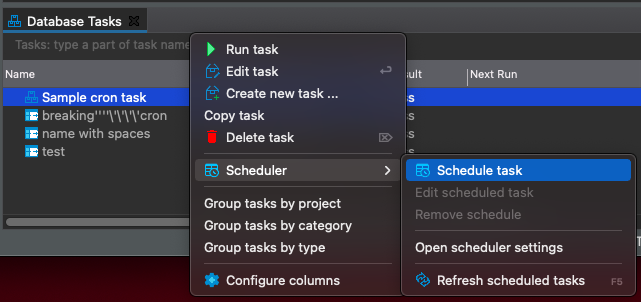 Database Tasks
Tasks: type a part of task name
Name
Next Run
Sample cron task
breaking''''\'\'\'\'cron
name with spaces
test
Run task
Edit task
Create new task ...
Copy task
Delete task
Scheduler
Group tasks by project
Group tasks by category
Group tasks by type
Configure columns
Schedule task
Edit scheduled task
Remove schedule
Open scheduler settings
Refresh scheduled tasks F5